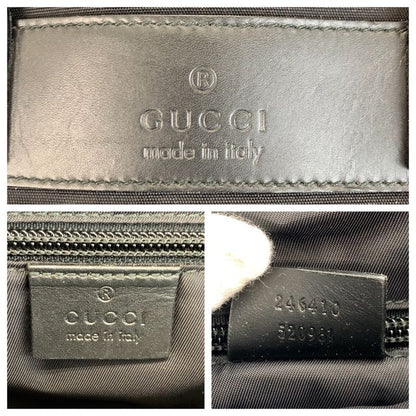 ®
GUCCI
made in italy
®
GUCCI
made in italy
246410
520981